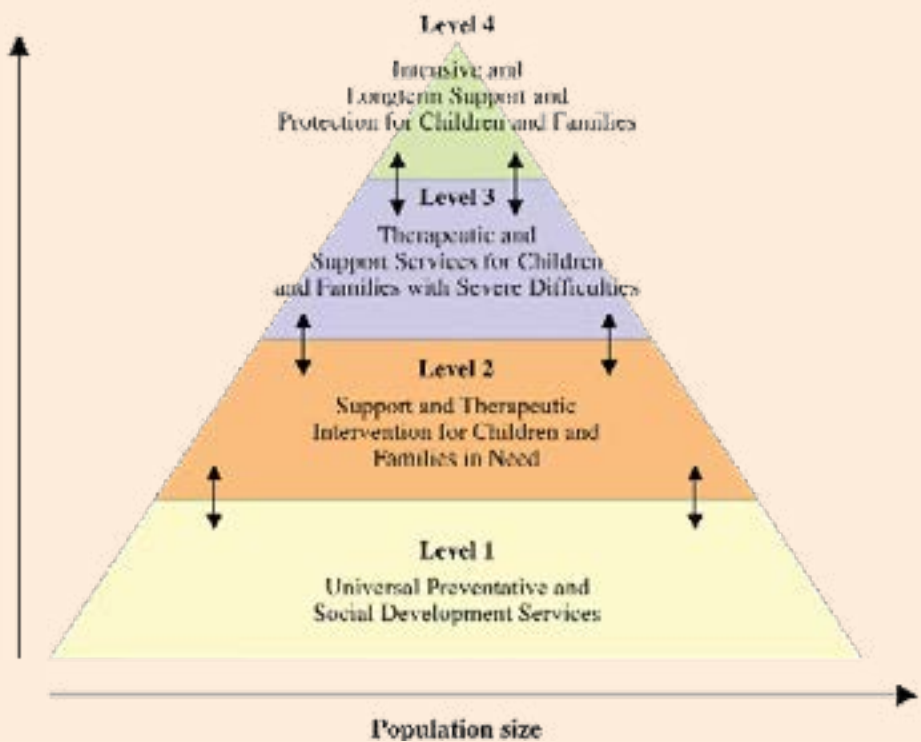 Level 4
Intensive and
Longterm Support and
Protection for Children and Families
Level 3
Therapeutic and
Support Services for Children
and Families with Severe Difficulties
Level 2
Support and Therapeutic
Intervention for Children and
Families in Need
Level 1
Universal Preventative and
Social Development Services
Population size